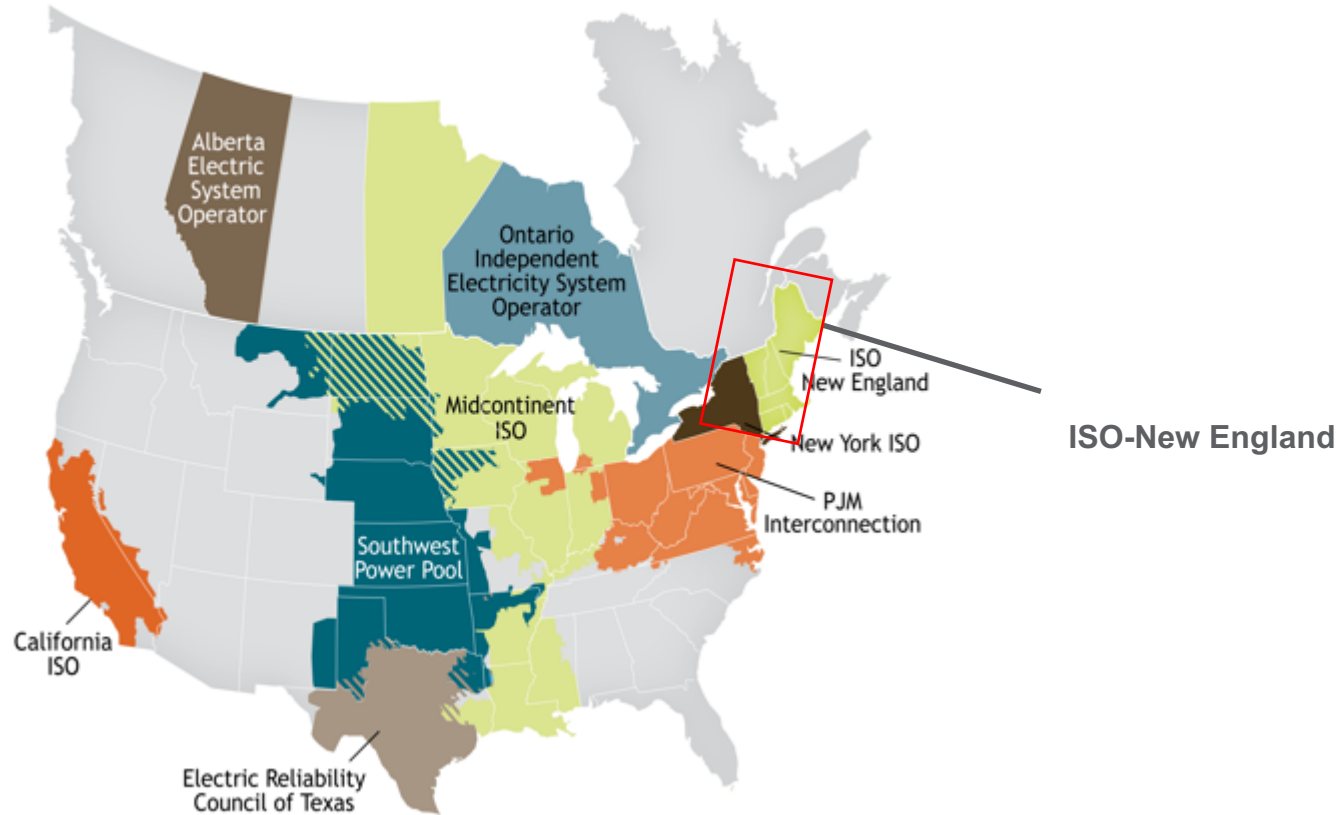 Alberta
Electric
System
Operator
Ontario
Independent
Electricity System
Operator
ISO
New England
Midcontinent
ISO
New York ISO
ISO-New England
PJM
Interconnection
Southwest
Power Pool
California
ISO
Electric Reliability
Council of Texas